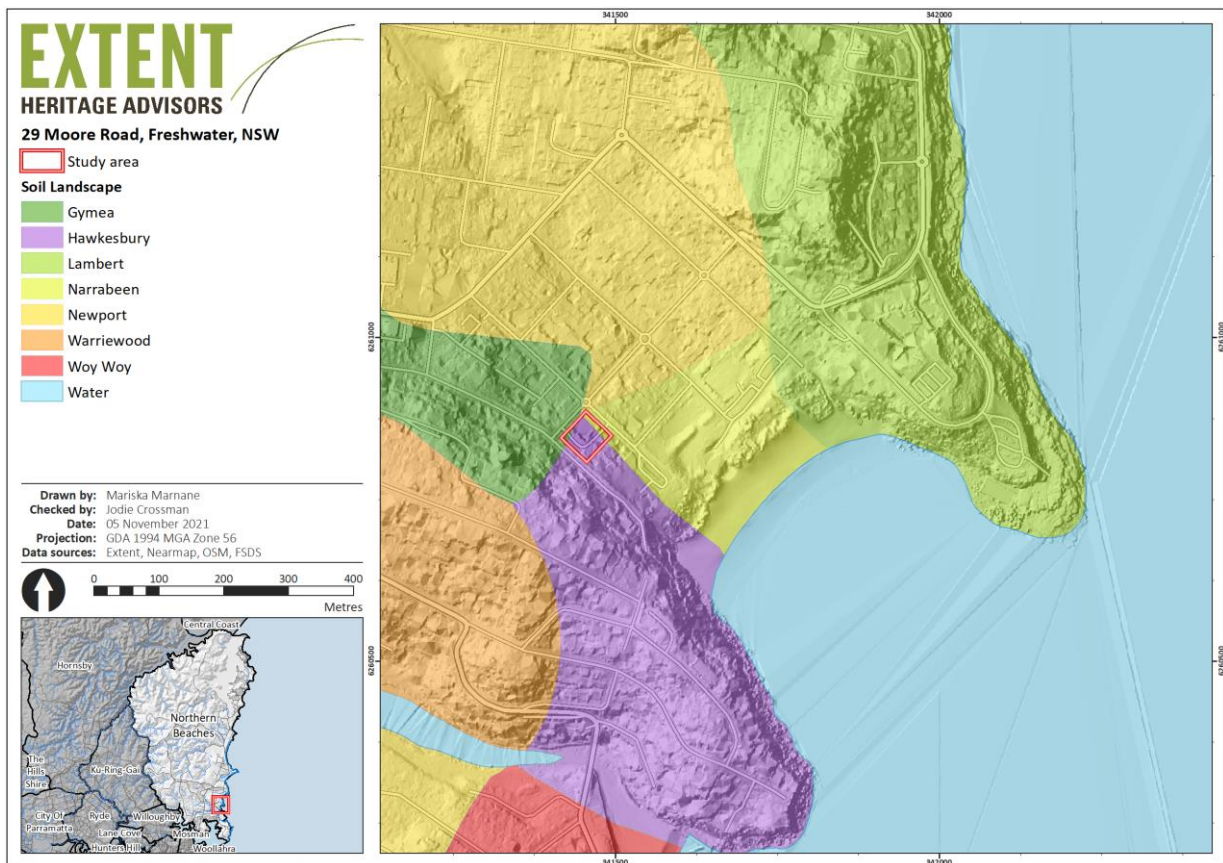 EXTENT
HERITAGE ADVISORS
29 Moore Road, Freshwater, NSW
Study area
Soil Landscape
Gymea
Hawkesbury
Lambert
Narrabeen
Newport
Warriewood
Woy Woy
Water
Drawn by: Mariska Marnane
Checked by: Jodie Crossman
Date: 05 November 2021
Projection: GDA 1994 MGA Zone 56
Data sources: Extent, Nearmap, OSM, FSDS
0 100 200 300 400
Metres
Central Coast
Hornsby
Northern
Beaches
The
Hills
Shire
Ku-Ring-Gai
City Of
Parramatta
Ryde
Willoughby
Lane Cove
Mosman
Hunters Hill
Woollahra
341500
342000
6261000
6261000
6260500
6260500
341500
342000